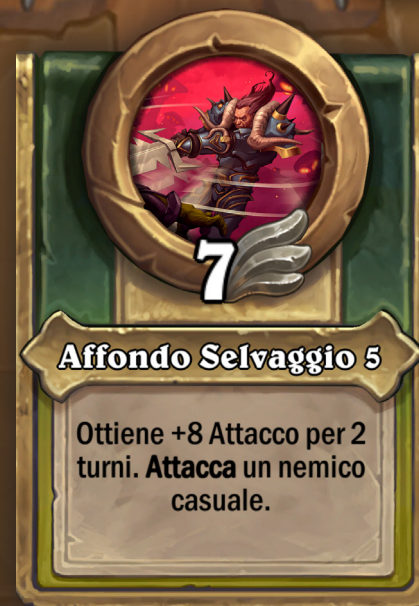 7
Affondo Selvaggio 5
Ottiene +8 Attacco per 2
turni. Attacca un nemico
casuale.